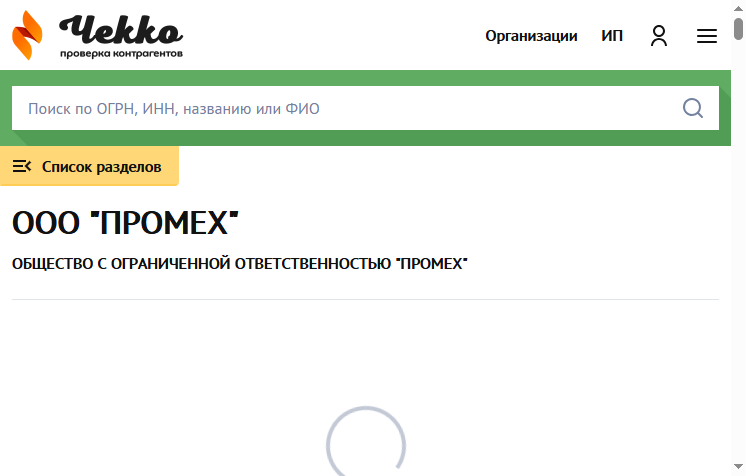 Чекко
проверка контрагентов
Организации ИП
Поиск по ОГРН, ИНН, названию или ФИО
Список разделов
ООО "ПРОМЕХ"
ОБЩЕСТВО С ОГРАНИЧЕННОЙ ОТВЕТСТВЕННОСТЬЮ "ПРОМЕХ"